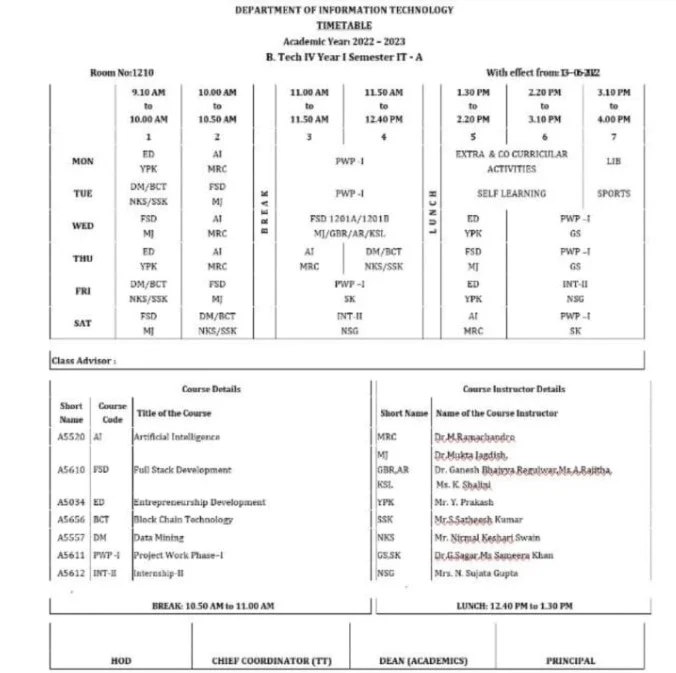 DEPARTMENT OF INFORMATION TECHNOLOGY
TIMETABLE
Academic Year: 2022 – 2023
B. Tech IV Year I Semester IT - A
Room No:1210 With effect from: 13-06-2022
9.10 AM 10.00 AM 11.00 AM 11.50 AM 1.30 PM 2.20 PM 3.10 PM
to to to to to to to
10.00 AM 10.50 AM 11.50 AM 12.40 PM 2.20 PM 3.10 PM 4.00 PM
1 2 3 4 5 6 7
BREAK
LUNCH
MON ED AI PWP -I EXTRA & CO CURRICULAR LIB
YPK MRC ACTIVITIES
TUE DM/BCT FSD PWP -I SELF LEARNING SPORTS
NKS/SSK MJ
WED FSD AI FSD 1201A/1201B ED PWP -I
MJ MRC MJ/GBR/AR/KSL YPK GS
THU ED AI AI DM/BCT FSD PWP -I
YPK MRC MRC NKS/SSK MJ GS
FRI DM/BCT FSD PWP -I ED INT-II
NKS/SSK MJ SK YPK NSG
SAT FSD DM/BCT INT-II AI PWP -I
MJ NKS/SSK NSG MRC SK
Class Advisor :
Course Details Course Instructor Details
Short Name Course Code Title of the Course Short Name Name of the Course Instructor
A5520 AI Artificial Intelligence MRC Dr.M.Ramachandro
MJ Dr.Mukta Jagdish,
A5610 FSD Full Stack Development GBR,AR Dr. Ganesh Bhaiyya Regulwar,Ms.A.Rajitha,
KSL Ms. K. Shalini
A5034 ED Entrepreneurship Development YPK Mr. Y. Prakash
A5656 BCT Block Chain Technology SSK Mr.S.Satheesh Kumar
A5557 DM Data Mining NKS Mr. Nirmal Keshari Swain
A5611 PWP -I Project Work Phase-I GS,SK Dr.G.Sagar,Ms Sameera Khan
A5612 INT-II Internship-II NSG Mrs. N. Sujata Gupta
BREAK: 10.50 AM to 11.00 AM LUNCH: 12.40 PM to 1.30 PM
HOD CHIEF COORDINATOR (TT) DEAN (ACADEMICS) PRINCIPAL